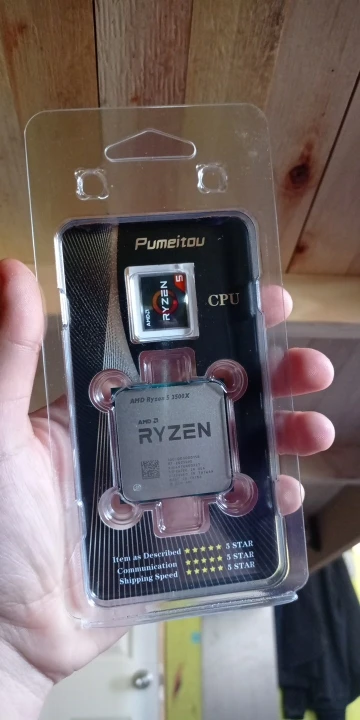 Pumeitou
AMD
RYZEN
5
CPU
AMD Ryzen 5 3500X
AMD
RYZEN
Item as Described ★★★★★ 5 STAR
Communication ★★★★★ 5 STAR
Shipping Speed ★★★★★ 5 STAR